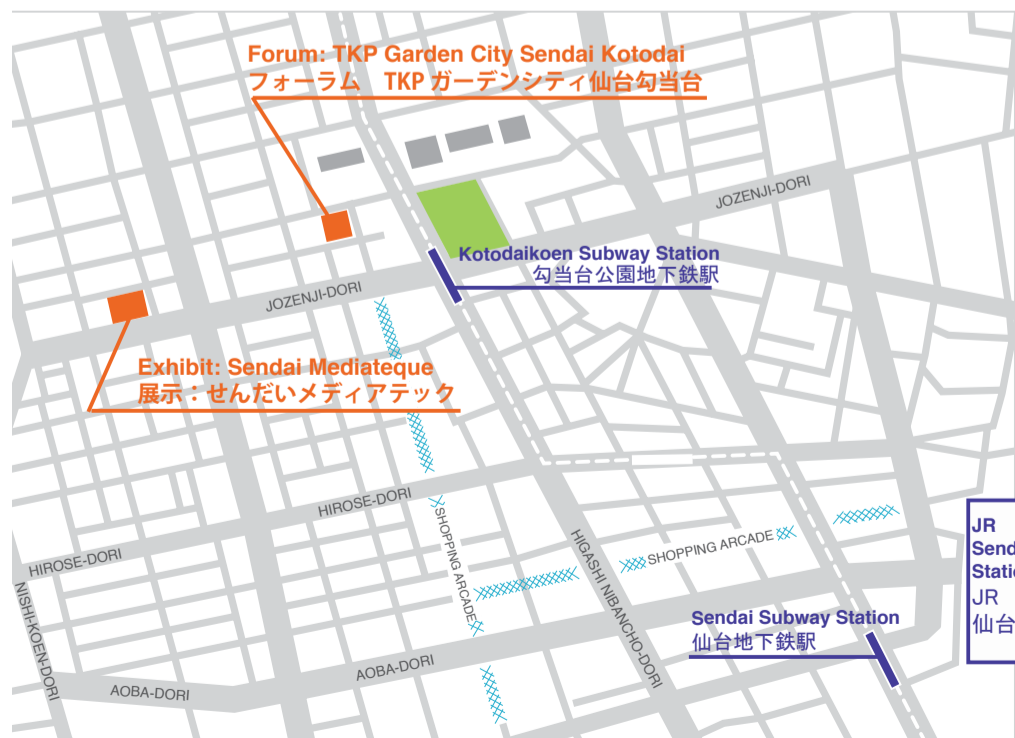 Forum: TKP Garden City Sendai Kotodai
フォーラム　TKP ガーデンシティ仙台勾当台
JOZENJI-DORI
Kotodaikoen Subway Station
勾当台公園地下鉄駅
JOZENJI-DORI
Exhibit: Sendai Mediateque
展示：せんだいメディアテック
HIROSE-DORI
HIROSE-DORI
SHOPPING ARCADE
SHOPPING ARCADE
HIGASHI NIBANCHO-DORI
NISHI-KOEN-DORI
JR
Send
Statio
JR
仙台
Sendai Subway Station
仙台地下鉄駅
AOBA-DORI
AOBA-DORI